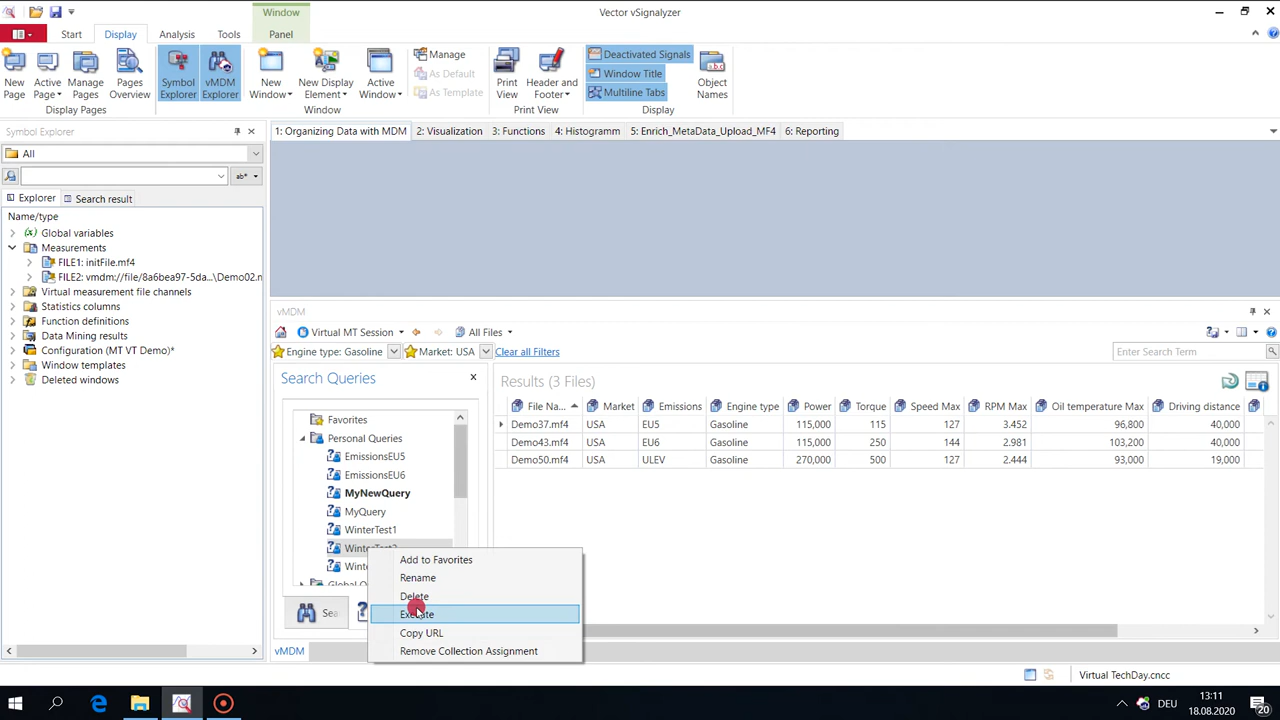 Window
Vector vSignalyzer
Start
Display
Analysis
Tools
Panel
New Page
Active Page
Manage Pages
Pages Overview
Symbol Explorer
vMDM Explorer
New Window
New Display Element
Active Window
Manage
As Default
As Template
Print View
Header and Footer
Deactivated Signals
Window Title
Multiline Tabs
Object Names
Display Pages
Window
Print View
Display
Symbol Explorer
1: Organizing Data with MDM
2: Visualization
3: Functions
4: Histogramm
5: Enrich_MetaData_Upload_MF4
6: Reporting
All
ab*
Explorer
Search result
Name/type
Global variables
Measurements
FILE1: initFile.mf4
FILE2: vmdm://file/8a6bea97-5da...\Demo02.n
Virtual measurement file channels
Statistics columns
Function definitions
Data Mining results
Configuration (MT VT Demo)*
Window templates
Deleted windows
vMDM
Virtual MT Session
All Files
Engine type: Gasoline
Market: USA
Clear all Filters
Enter Search Term
Search Queries
Results (3 Files)
File Na...
Market
Emissions
Engine type
Power
Torque
Speed Max
RPM Max
Oil temperature Max
Driving distance
Demo37.mf4 USA EU5 Gasoline 115,000 115 127 3.452 96,800 40,000
Demo43.mf4 USA EU6 Gasoline 115,000 250 144 2.981 103,200 40,000
Demo50.mf4 USA ULEV Gasoline 270,000 500 127 2.444 93,000 19,000
Favorites
Personal Queries
EmissionsEU5
EmissionsEU6
MyNewQuery
MyQuery
WinterTest1
Add to Favorites
Rename
Delete
Execute
Copy URL
Remove Collection Assignment
vMDM
Virtual TechDay.cncc
DEU
13:11
18.08.2020
20